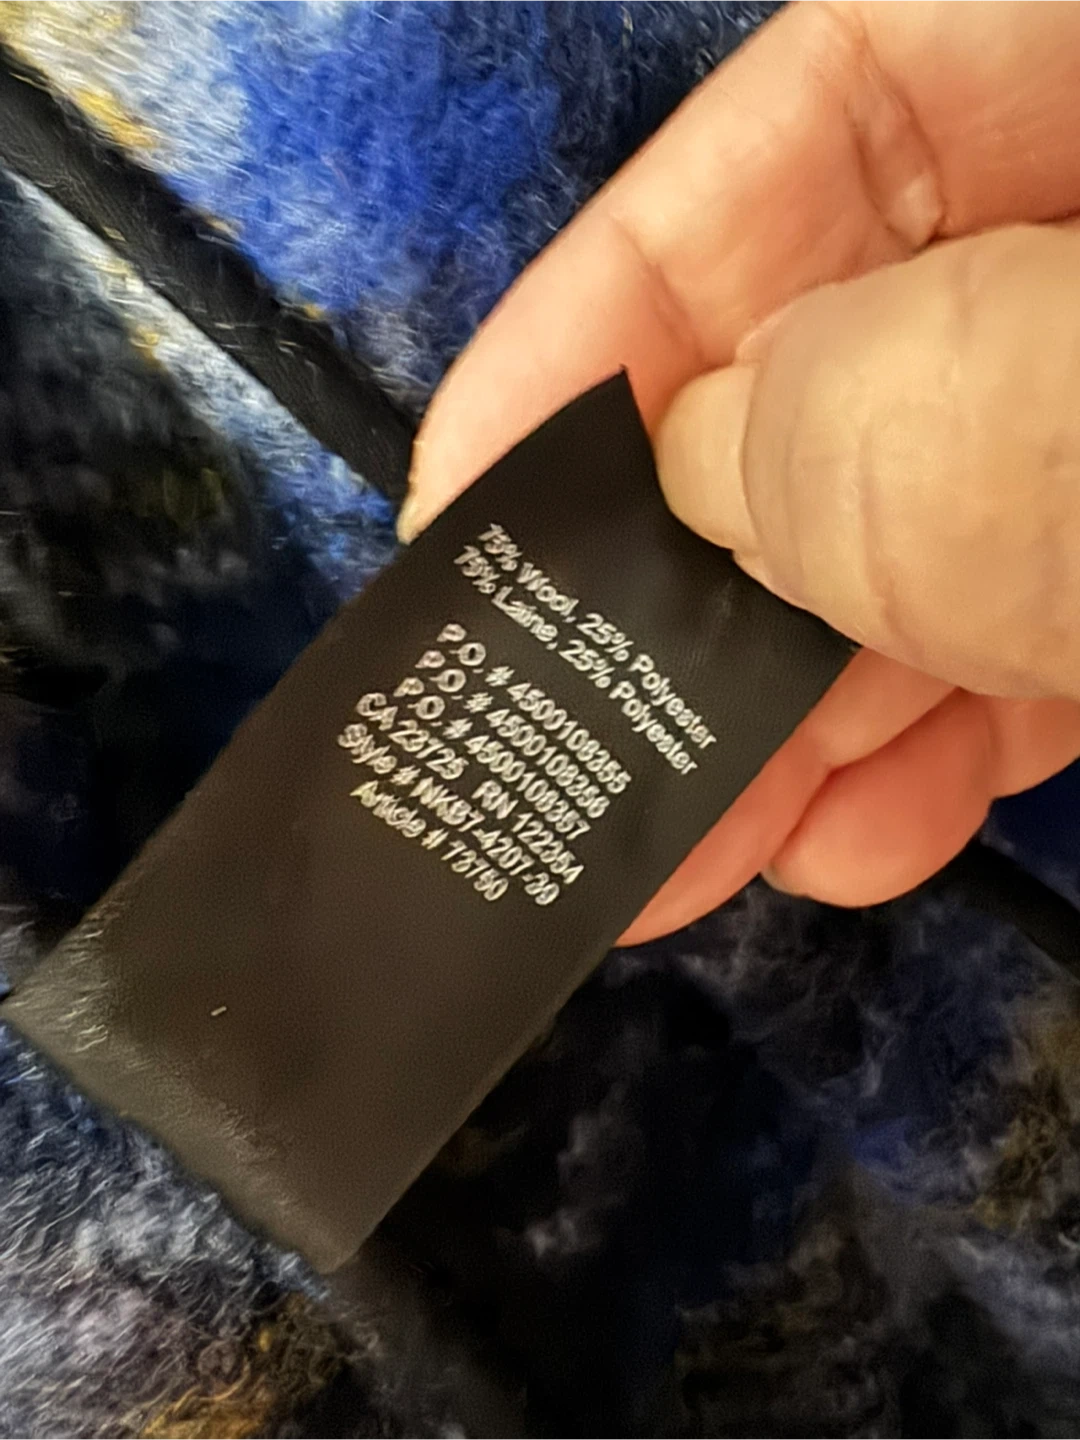 75% Wool, 25% Polyester
75% Laine, 25% Polyester
P.O. # 4500108355
P.O. # 4500108356
P.O. # 4500108357
CA 23725 RN 122354
Style # NKB7-4207-39
Article # 73750